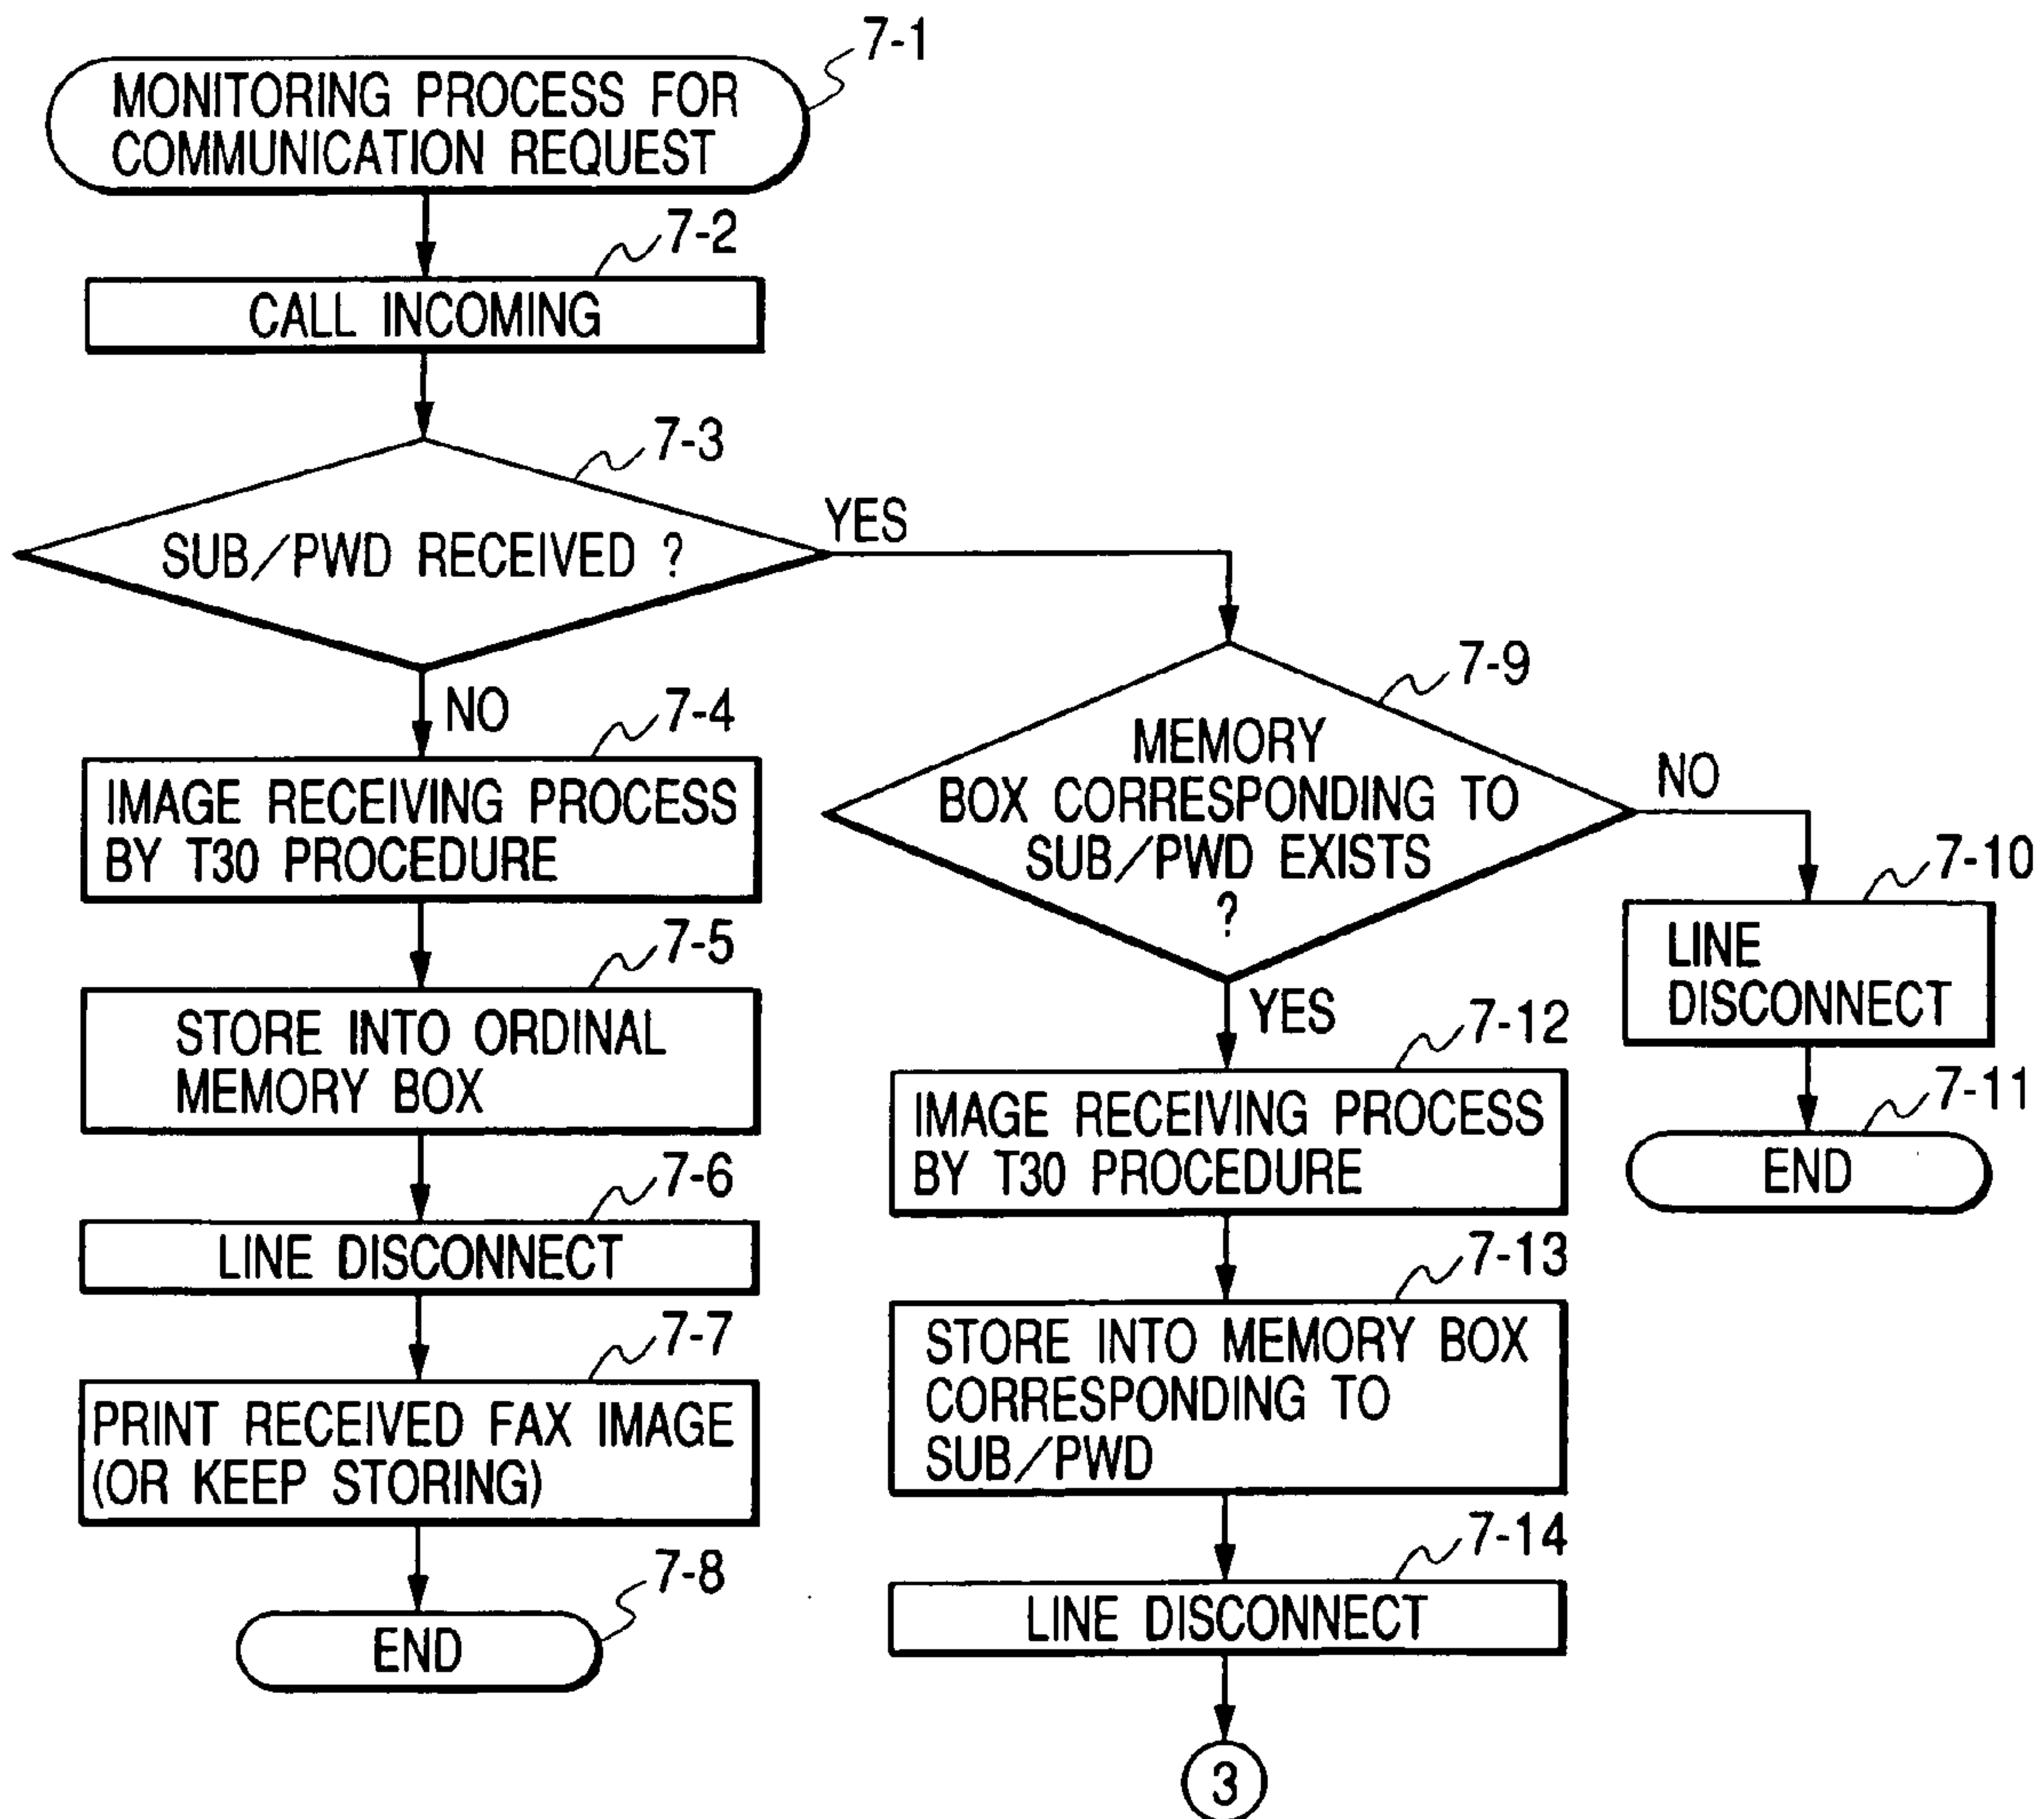 7-1
MONITORING PROCESS FOR
COMMUNICATION REQUEST
7-2
CALL INCOMING
7-3
SUB/PWD RECEIVED ?
YES
NO
7-4
IMAGE RECEIVING PROCESS
BY T30 PROCEDURE
7-5
STORE INTO ORDINAL
MEMORY BOX
7-6
LINE DISCONNECT
7-7
PRINT RECEIVED FAX IMAGE
(OR KEEP STORING)
7-8
END
7-9
MEMORY
BOX CORRESPONDING TO
SUB/PWD EXISTS
?
NO
7-10
LINE
DISCONNECT
7-11
END
YES
7-12
IMAGE RECEIVING PROCESS
BY T30 PROCEDURE
7-13
STORE INTO MEMORY BOX
CORRESPONDING TO
SUB/PWD
7-14
LINE DISCONNECT
3